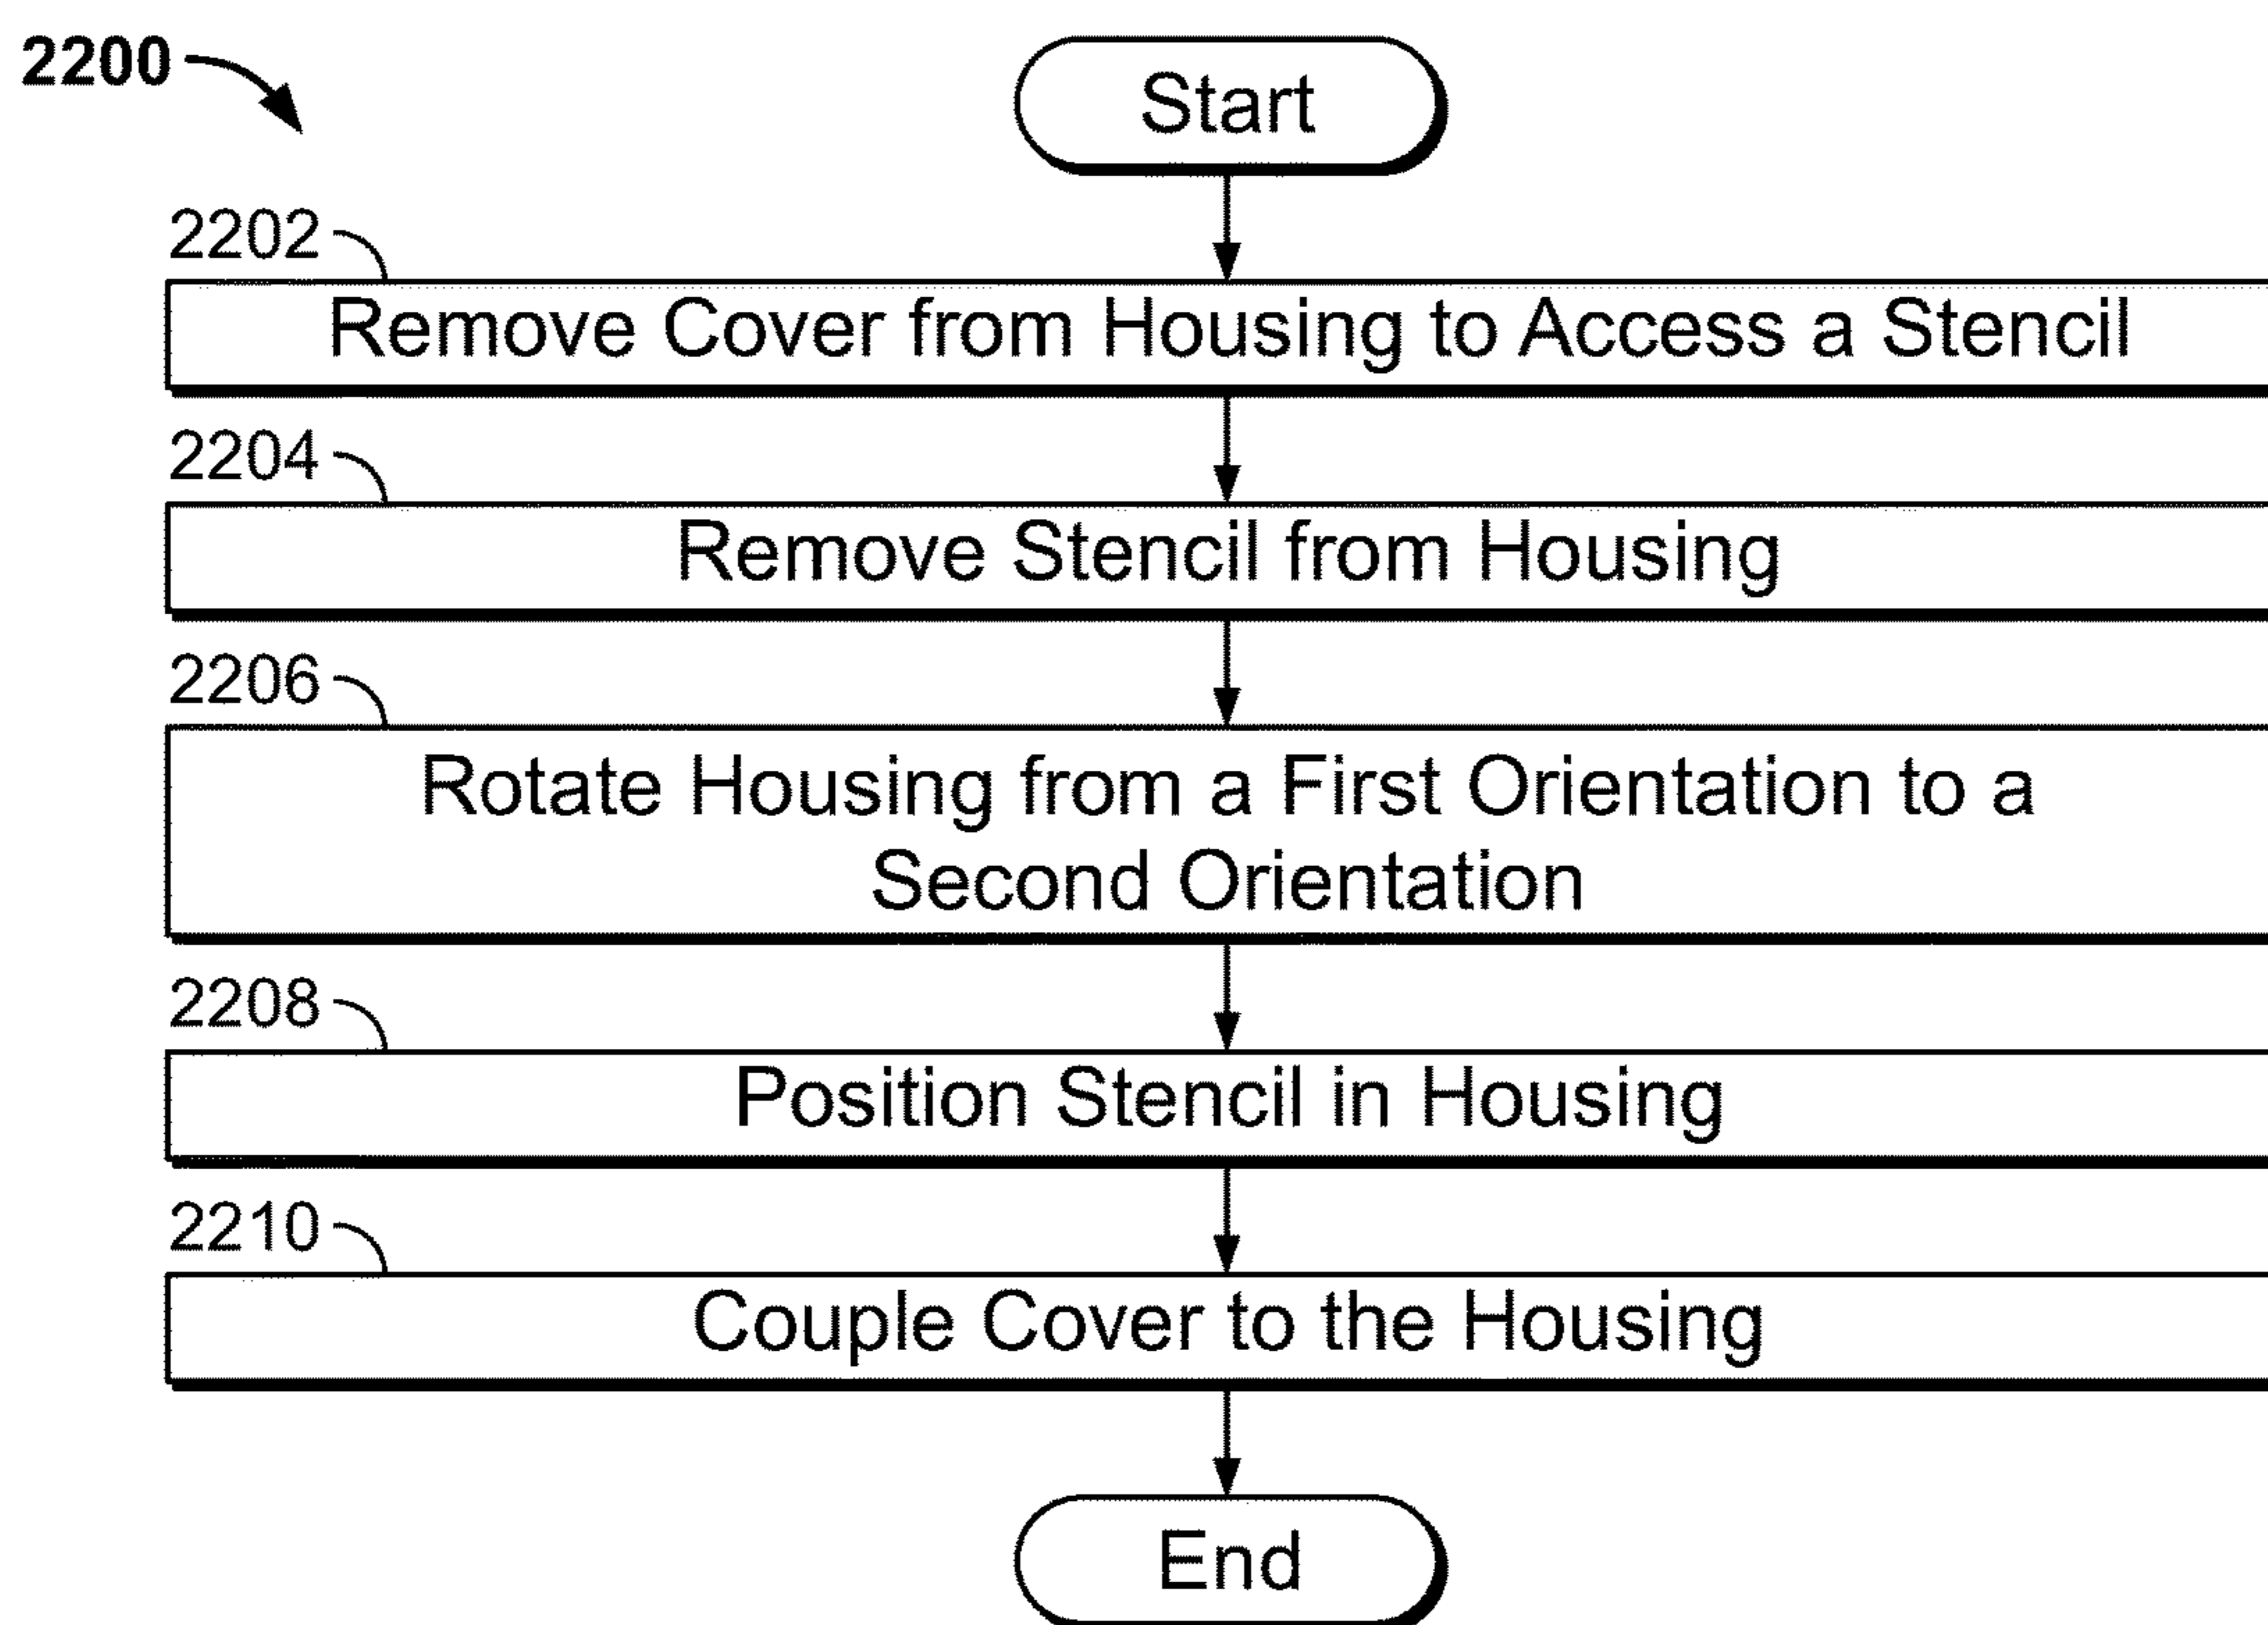 2200
Start
2202
Remove Cover from Housing to Access a Stencil
2204
Remove Stencil from Housing
2206
Rotate Housing from a First Orientation to a
Second Orientation
2208
Position Stencil in Housing
2210
Couple Cover to the Housing
End